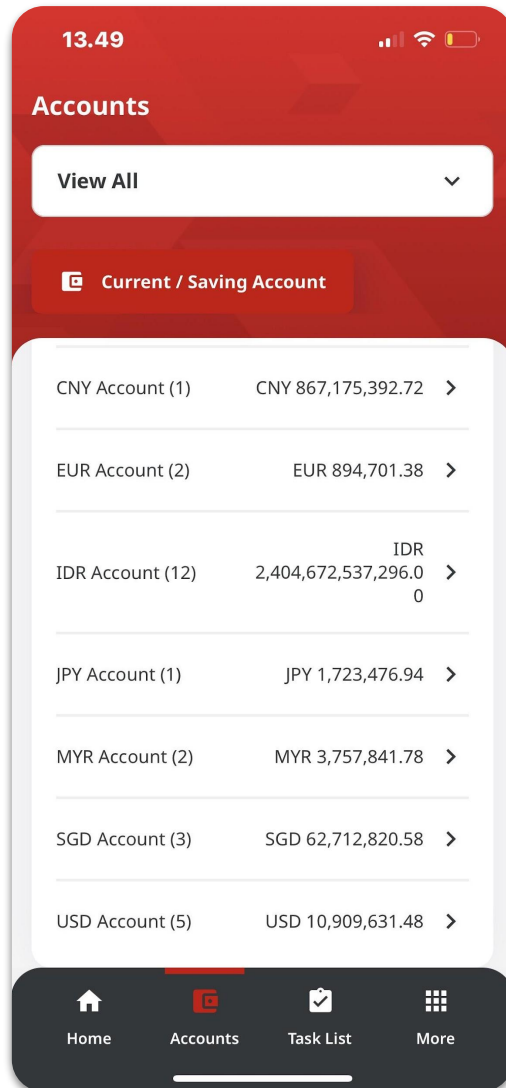 13.49
Accounts
View All
Current / Saving Account
CNY Account (1) CNY 867,175,392.72
EUR Account (2) EUR 894,701.38
IDR
IDR Account (12) 2,404,672,537,296.0
0
JPY Account (1) JPY 1,723,476.94
MYR Account (2) MYR 3,757,841.78
SGD Account (3) SGD 62,712,820.58
USD Account (5) USD 10,909,631.48
Home Accounts Task List More